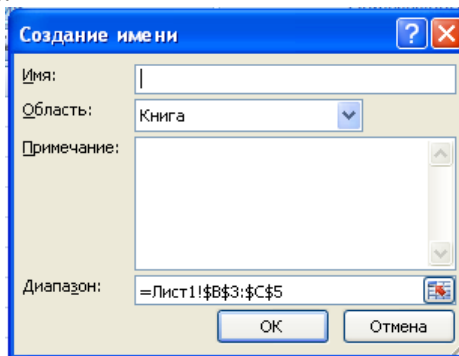 Создание имени
Имя:
Область: Книга
Примечание:
Диапазон: =Лист1!$B$3:$C$5
ОК Отмена